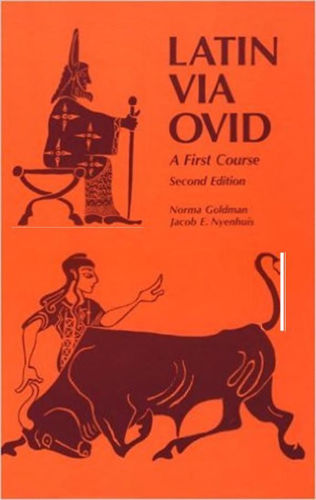 LATIN
VIA
OVID
A First Course
Second Edition
Norma Goldman
Jacob E. Nyenhuis